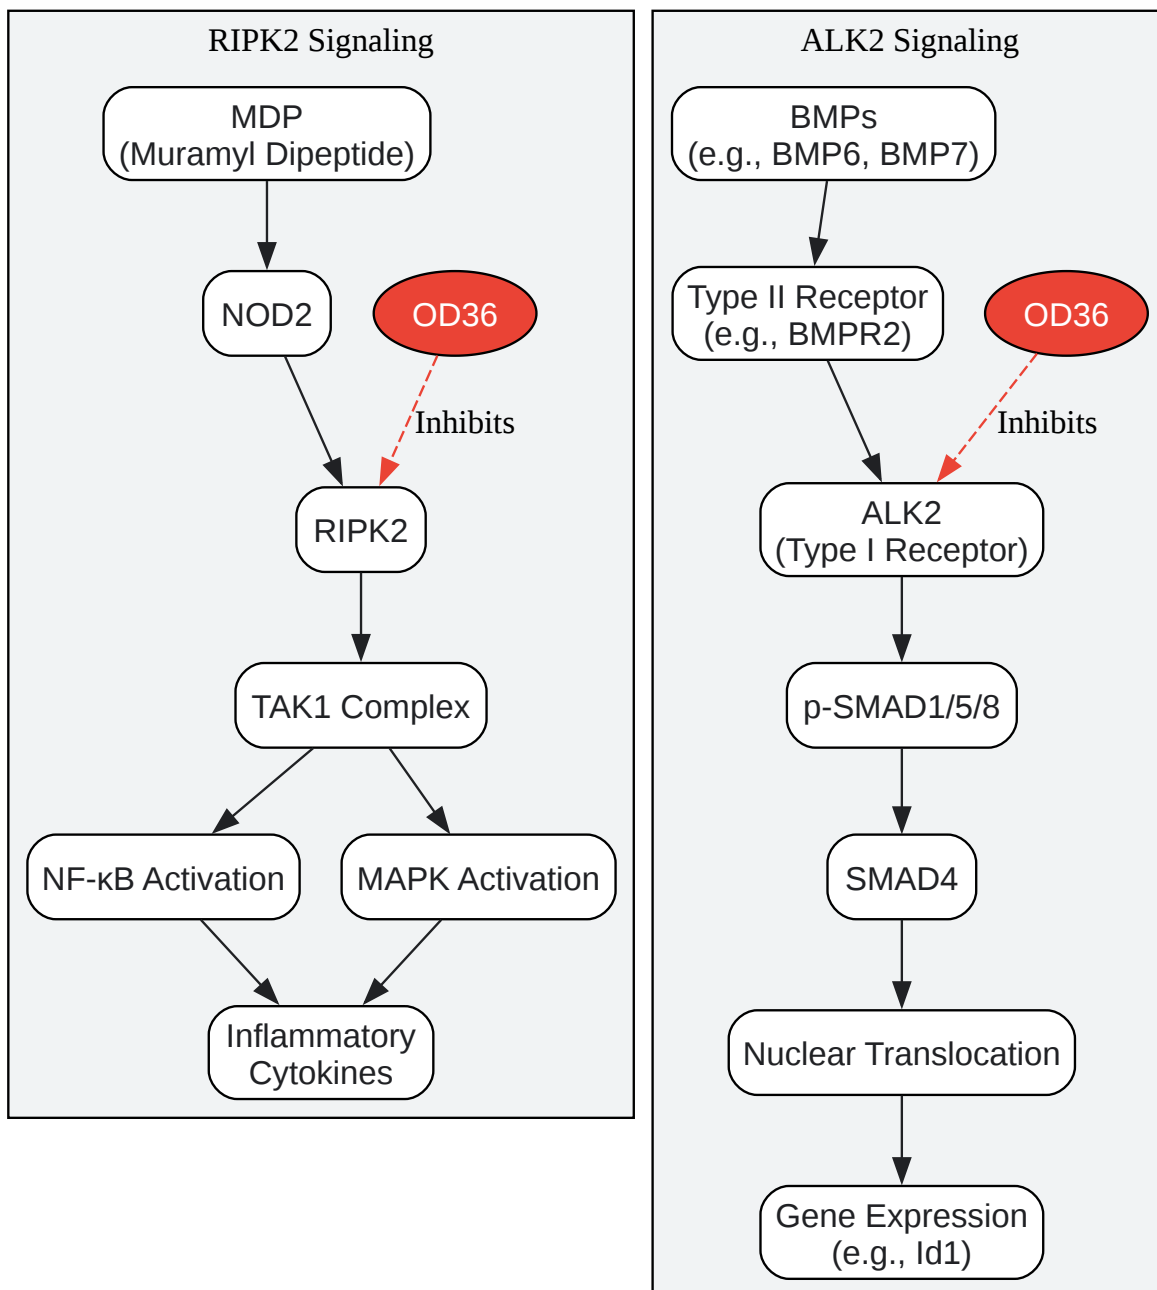 RIPK2 Signaling
MDP
(Muramyl Dipeptide)
NOD2
OD36
Inhibits
RIPK2
TAK1 Complex
NF-κB Activation
MAPK Activation
Inflammatory
Cytokines
ALK2 Signaling
BMPs
(e.g., BMP6, BMP7)
Type II Receptor
(e.g., BMPR2)
OD36
Inhibits
ALK2
(Type I Receptor)
p-SMAD1/5/8
SMAD4
Nuclear Translocation
Gene Expression
(e.g., Id1)